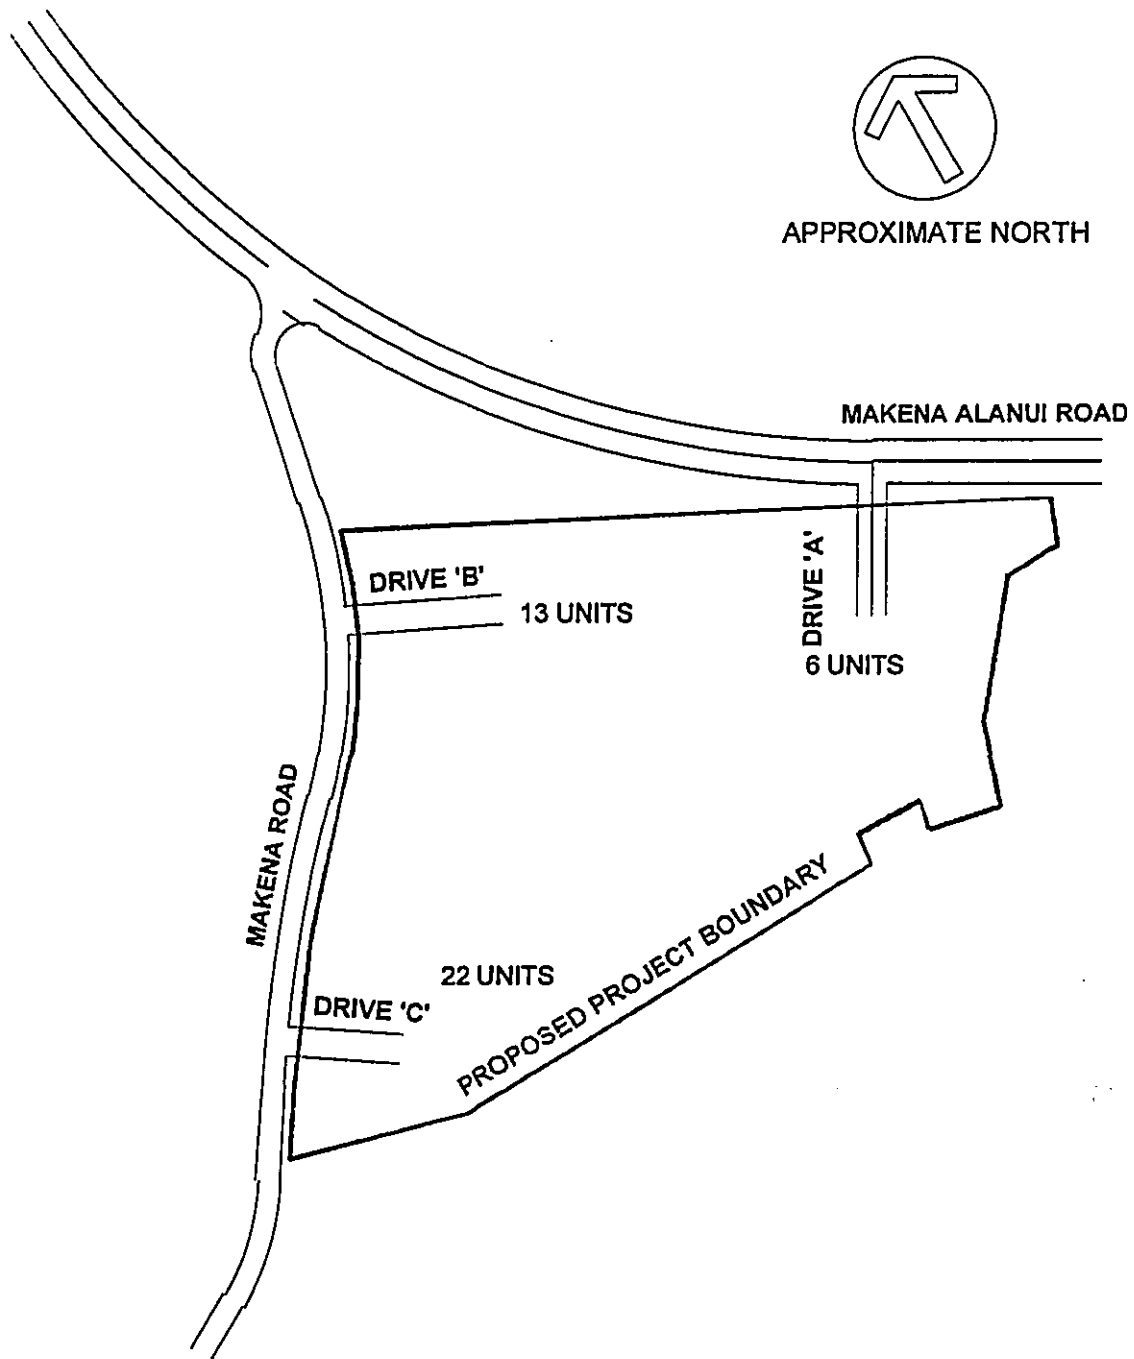 APPROXIMATE NORTH
MAKENA ALANUI ROAD
DRIVE 'A'
DRIVE 'B'
13 UNITS
6 UNITS
MAKENA ROAD
22 UNITS
DRIVE 'C'
PROPOSED PROJECT BOUNDARY